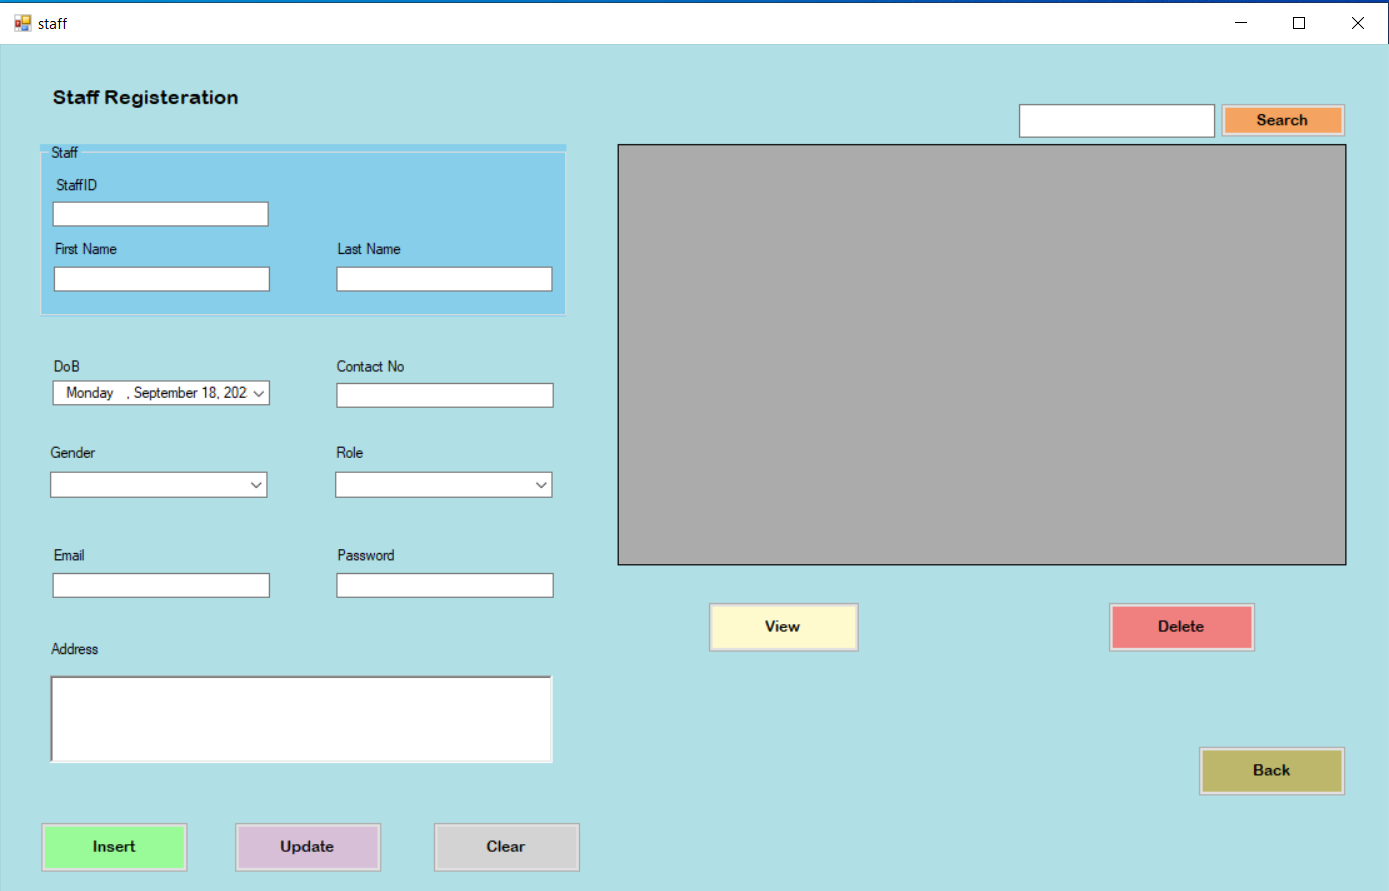 staff
Staff Registeration
Search
Staff
StaffID
First Name
Last Name
DoB
Contact No
Monday , September 18, 202
Gender
Role
Email
Password
View
Delete
Address
Back
Insert
Update
Clear